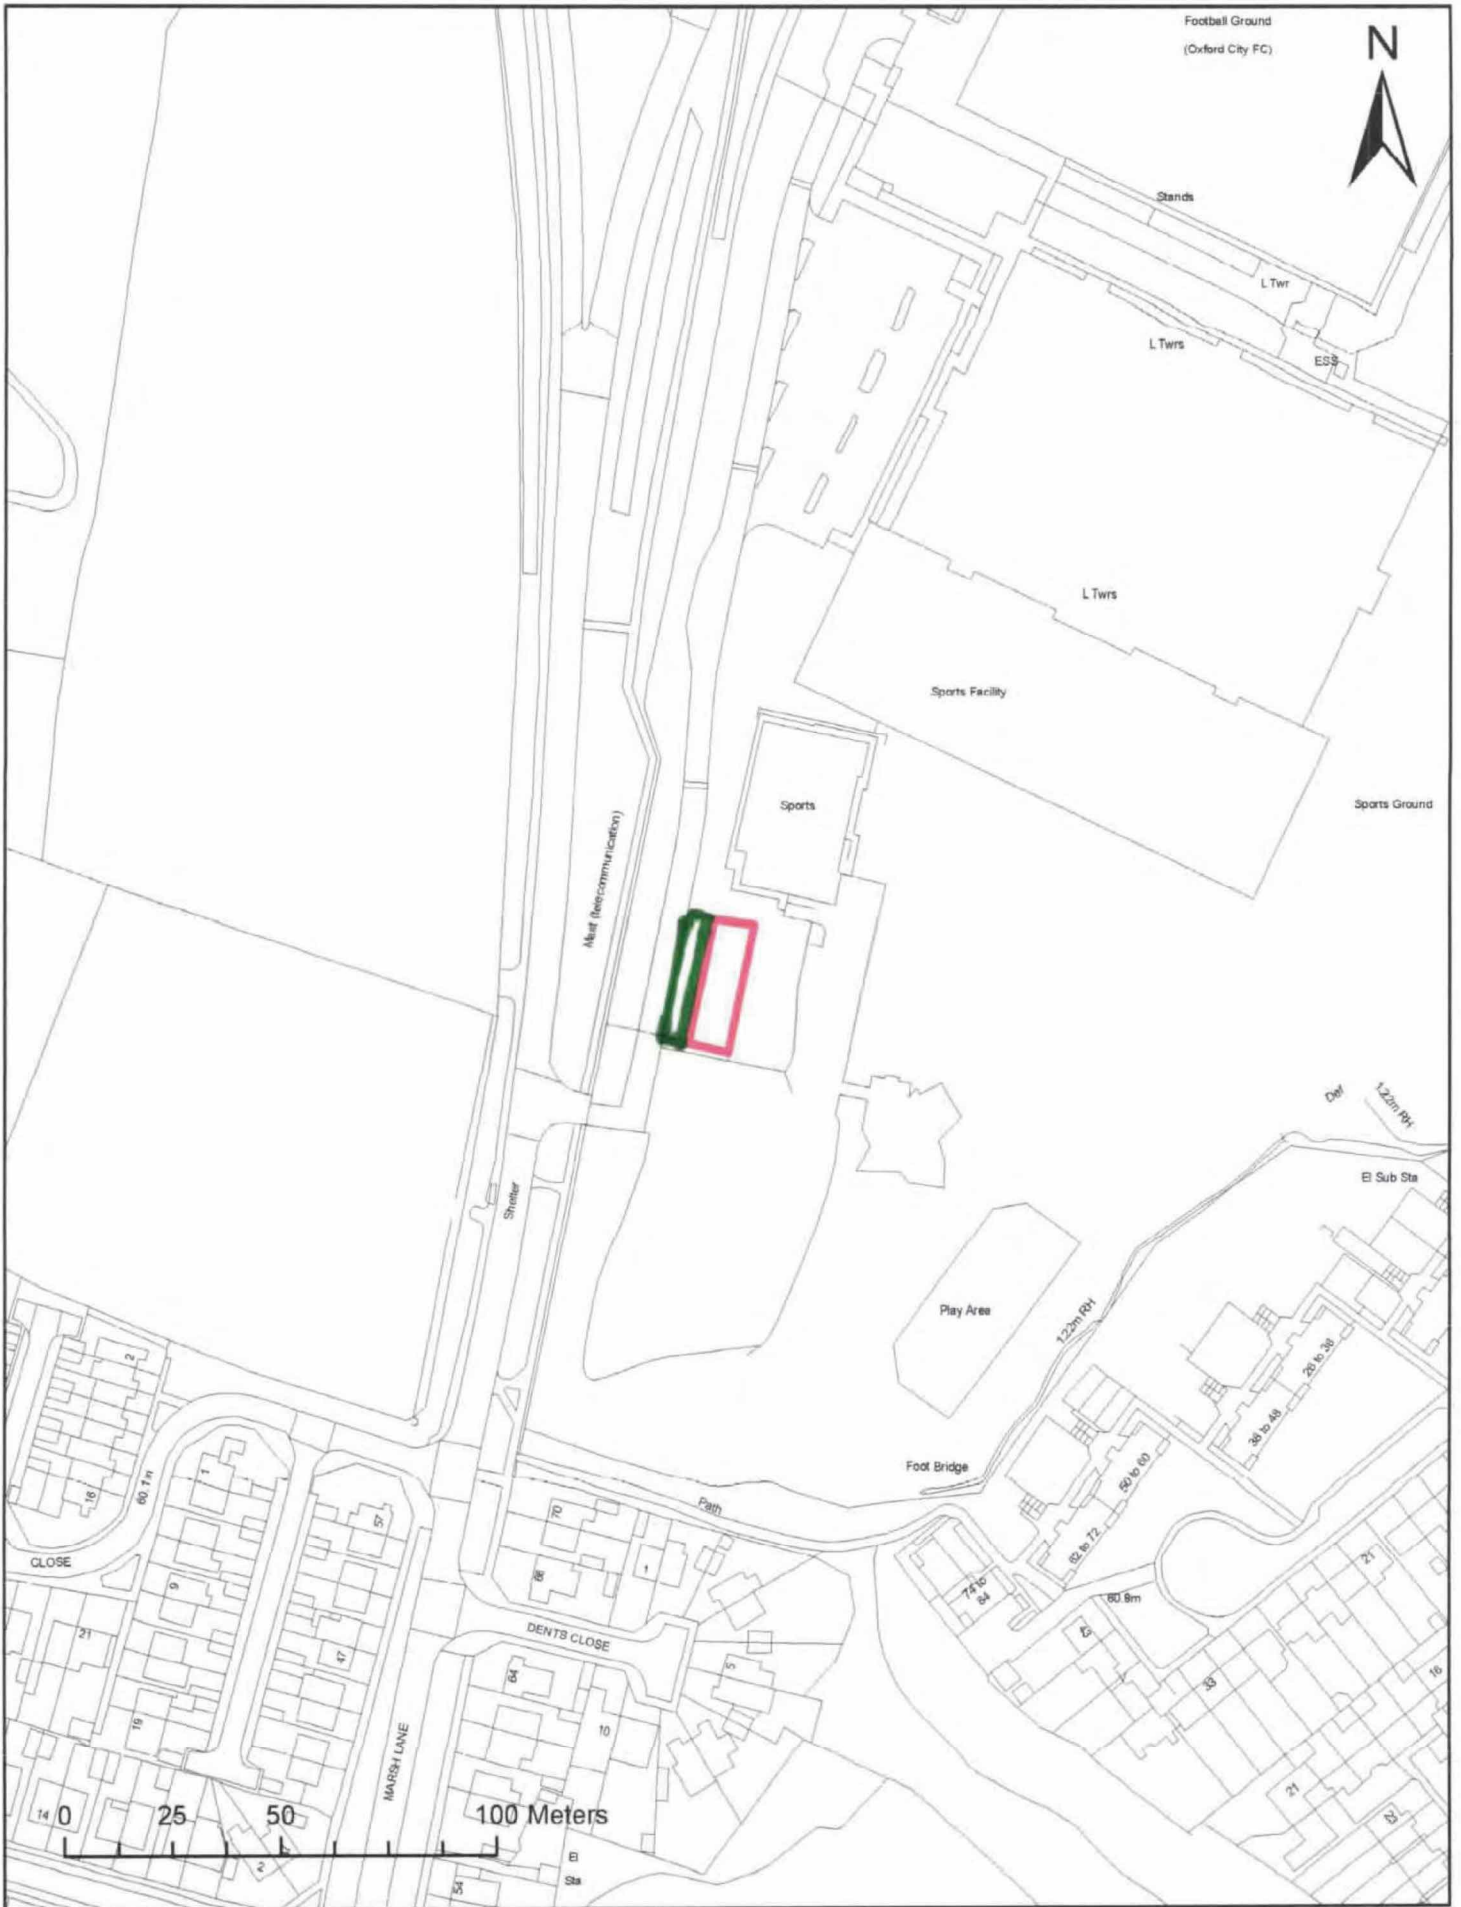 Football Ground
(Oxford City FC)
N
Stands
L Twr
L Twrs
ESS
L Twrs
Sports Facility
Sports
Sports Ground
Mast (telecommunication)
Def
1.22m RH
El Sub Sta
Shelter
Play Area
1.22m RH
26 to 36
38 to 48
2
Foot Bridge
50 to 60
1
16
60.1m
Path
70
57
62 to 72
CLOSE
68
1
21
9
74 to
84
60.9m
21
DENTS CLOSE
43
47
64
5
33
16
19
10
MARSH LANE
21
14
0 25 50 100 Meters
23
2
El
Sta
54